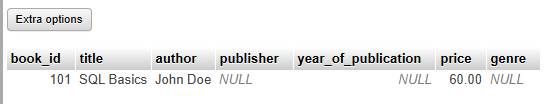 Extra options
book_id title author publisher year_of_publication price genre
101 SQL Basics John Doe NULL NULL 60.00 NULL